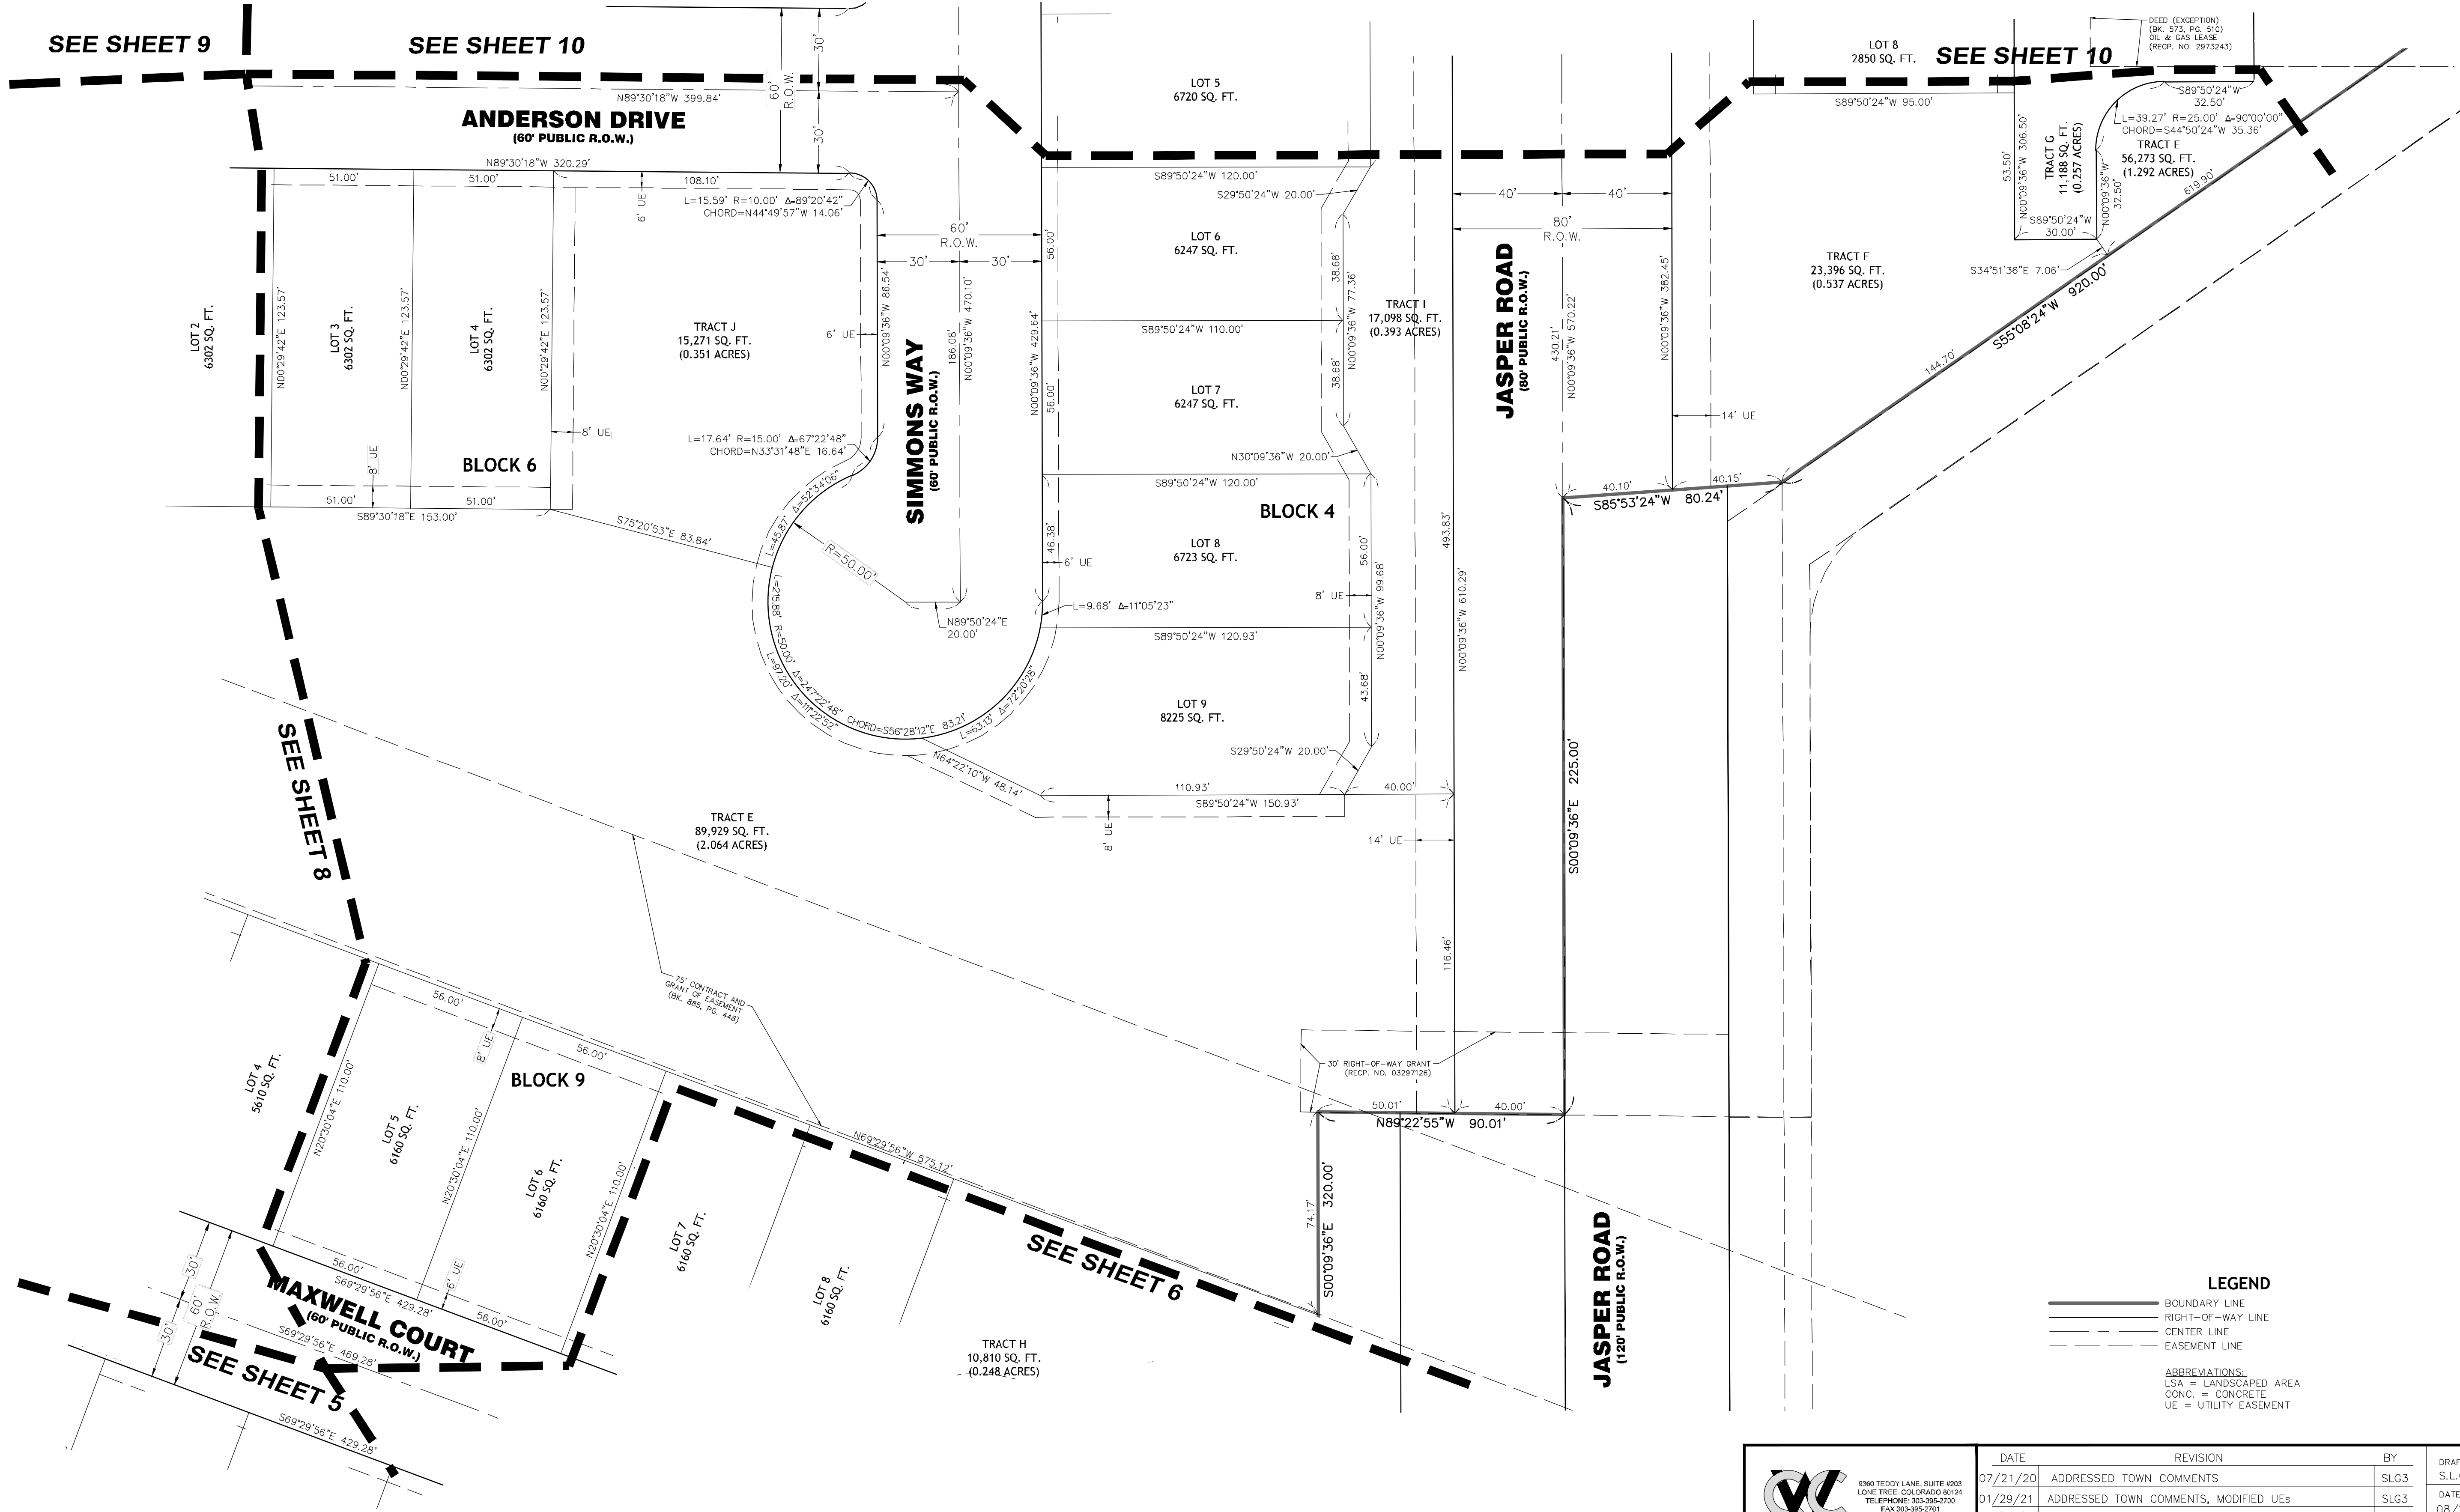 SEE SHEET 9
SEE SHEET 10
SEE SHEET 10
DEED (EXCEPTION)
(BK. 573, PG. 510)
OIL & GAS LEASE
(RECP. NO. 2973243)
N89°30'18"W 399.84'
ANDERSON DRIVE
(60' PUBLIC R.O.W.)
N89°30'18"W 320.29'
60'
R.O.W.
30'
30'
51.00'
51.00'
108.10'
6' UE
L=15.59' R=10.00' Δ=89°20'42"
CHORD=N44°49'57"W 14.06'
LOT 2
6302 SQ. FT.
N00°29'42"E 123.57'
LOT 3
6302 SQ. FT.
N00°29'42"E 123.57'
LOT 4
6302 SQ. FT.
N00°29'42"E 123.57'
TRACT J
15,271 SQ. FT.
(0.351 ACRES)
6' UE
8' UE
8' UE
BLOCK 6
51.00'
51.00'
S89°30'18"E 153.00'
S75°20'53"E 83.84'
L=17.64' R=15.00' Δ=67°22'48"
CHORD=N33°31'48"E 16.64'
60'
R.O.W.
30'
30'
N00°09'36"W 86.54'
186.08'
N00°09'36"W 470.10'
SIMMONS WAY
(60' PUBLIC R.O.W.)
N00°09'36"W 429.64'
56.00'
56.00'
46.38'
6' UE
L=45.87' Δ=52°34'06"
R=50.00'
L=215.88' R=50.00' Δ=247°22'48" CHORD=S56°28'12"E 83.21'
L=97.20' Δ=111°22'52"
L=63.13' Δ=72°20'28"
N89°50'24"E
20.00'
L=9.68' Δ=11°05'23"
N64°22'10"W 48.14'
LOT 5
6720 SQ. FT.
S89°50'24"W 120.00'
S29°50'24"W 20.00'
LOT 6
6247 SQ. FT.
38.68'
N00°09'36"W 77.36'
S89°50'24"W 110.00'
38.68'
LOT 7
6247 SQ. FT.
N30°09'36"W 20.00'
S89°50'24"W 120.00'
BLOCK 4
LOT 8
6723 SQ. FT.
56.00'
8' UE
N00°09'36"W 99.68'
S89°50'24"W 120.93'
43.68'
LOT 9
8225 SQ. FT.
S29°50'24"W 20.00'
110.93'
40.00'
S89°50'24"W 150.93'
8' UE
14' UE
TRACT I
17,098 SQ. FT.
(0.393 ACRES)
40'
40'
80'
R.O.W.
JASPER ROAD
(80' PUBLIC R.O.W.)
430.21'
N00°09'36"W 570.22'
N00°09'36"W 382.45'
14' UE
493.83'
N00°09'36"W 610.29'
116.46'
40.10'
40.15'
S85°53'24"W 80.24'
S00°09'36"E 225.00'
LOT 8
2850 SQ. FT.
S89°50'24"W 95.00'
53.50'
N00°09'36"W 306.50'
TRACT G
11,188 SQ. FT.
(0.257 ACRES)
S89°50'24"W
30.00'
N00°09'36"W
32.50'
S89°50'24"W
32.50'
L=39.27' R=25.00' Δ=90°00'00"
CHORD=S44°50'24"W 35.36'
TRACT E
56,273 SQ. FT.
(1.292 ACRES)
619.90'
TRACT F
23,396 SQ. FT.
(0.537 ACRES)
S34°51'36"E 7.06'
S55°08'24"W 920.00'
144.70'
SEE SHEET 8
TRACT E
89,929 SQ. FT.
(2.064 ACRES)
75' CONTRACT AND
GRANT OF EASEMENT
(BK. 885, PG. 448)
30' RIGHT-OF-WAY GRANT
(RECP. NO. 03297126)
50.01'
40.00'
N89°22'55"W 90.01'
74.17'
S00°09'36"E 320.00'
JASPER ROAD
(120' PUBLIC R.O.W.)
LOT 4
5610 SQ. FT.
N20°30'04"E 110.00'
56.00'
LOT 5
6160 SQ. FT.
8' UE
N20°30'04"E 110.00'
BLOCK 9
56.00'
LOT 6
6160 SQ. FT.
N20°30'04"E 110.00'
LOT 7
6160 SQ. FT.
N69°29'56"W 575.12'
LOT 8
6160 SQ. FT.
SEE SHEET 6
TRACT H
10,810 SQ. FT.
(0.248 ACRES)
56.00'
S69°29'56"E 429.28'
6' UE
56.00'
MAXWELL COURT
(60' PUBLIC R.O.W.)
S69°29'56"E 469.28'
30'
60'
R.O.W.
30'
SEE SHEET 5
S69°29'56"E 429.28'
LEGEND
BOUNDARY LINE
RIGHT-OF-WAY LINE
CENTER LINE
EASEMENT LINE
ABBREVIATIONS:
LSA = LANDSCAPED AREA
CONC. = CONCRETE
UE = UTILITY EASEMENT
9360 TEDDY LANE, SUITE #203
LONE TREE, COLORADO 80124
TELEPHONE: 303-395-2700
FAX 303-395-2701
DATE REVISION BY
07/21/20 ADDRESSED TOWN COMMENTS SLG3
01/29/21 ADDRESSED TOWN COMMENTS, MODIFIED UEs SLG3